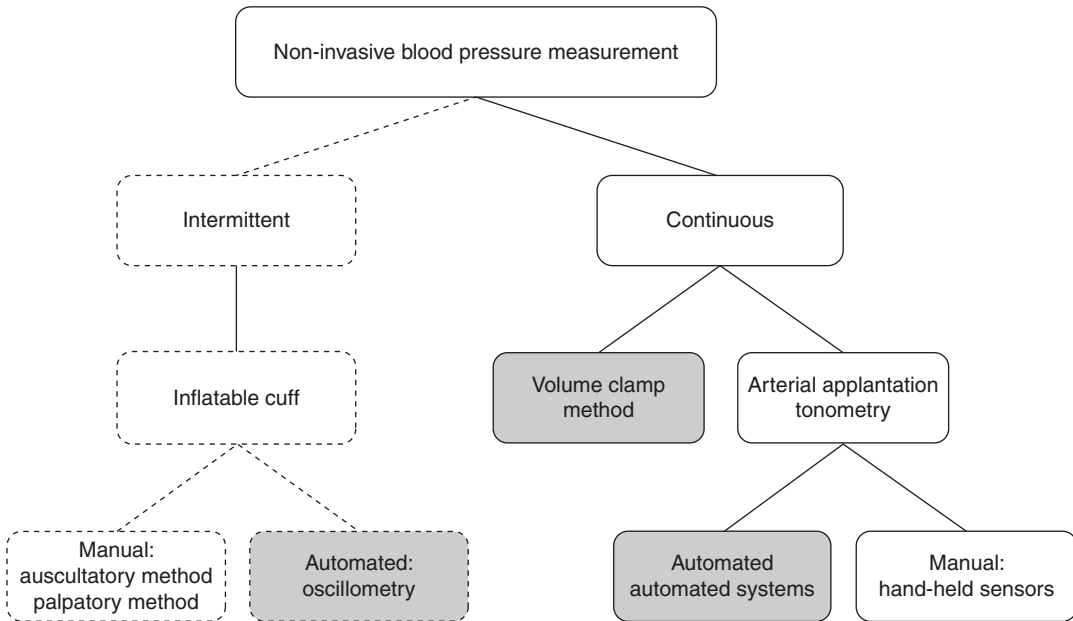 Non-invasive blood pressure measurement
Intermittent
Continuous
Inflatable cuff
Volume clamp
method
Arterial applantation
tonometry
Manual:
auscultatory method
palpatory method
Automated:
oscillometry
Automated
automated systems
Manual:
hand-held sensors